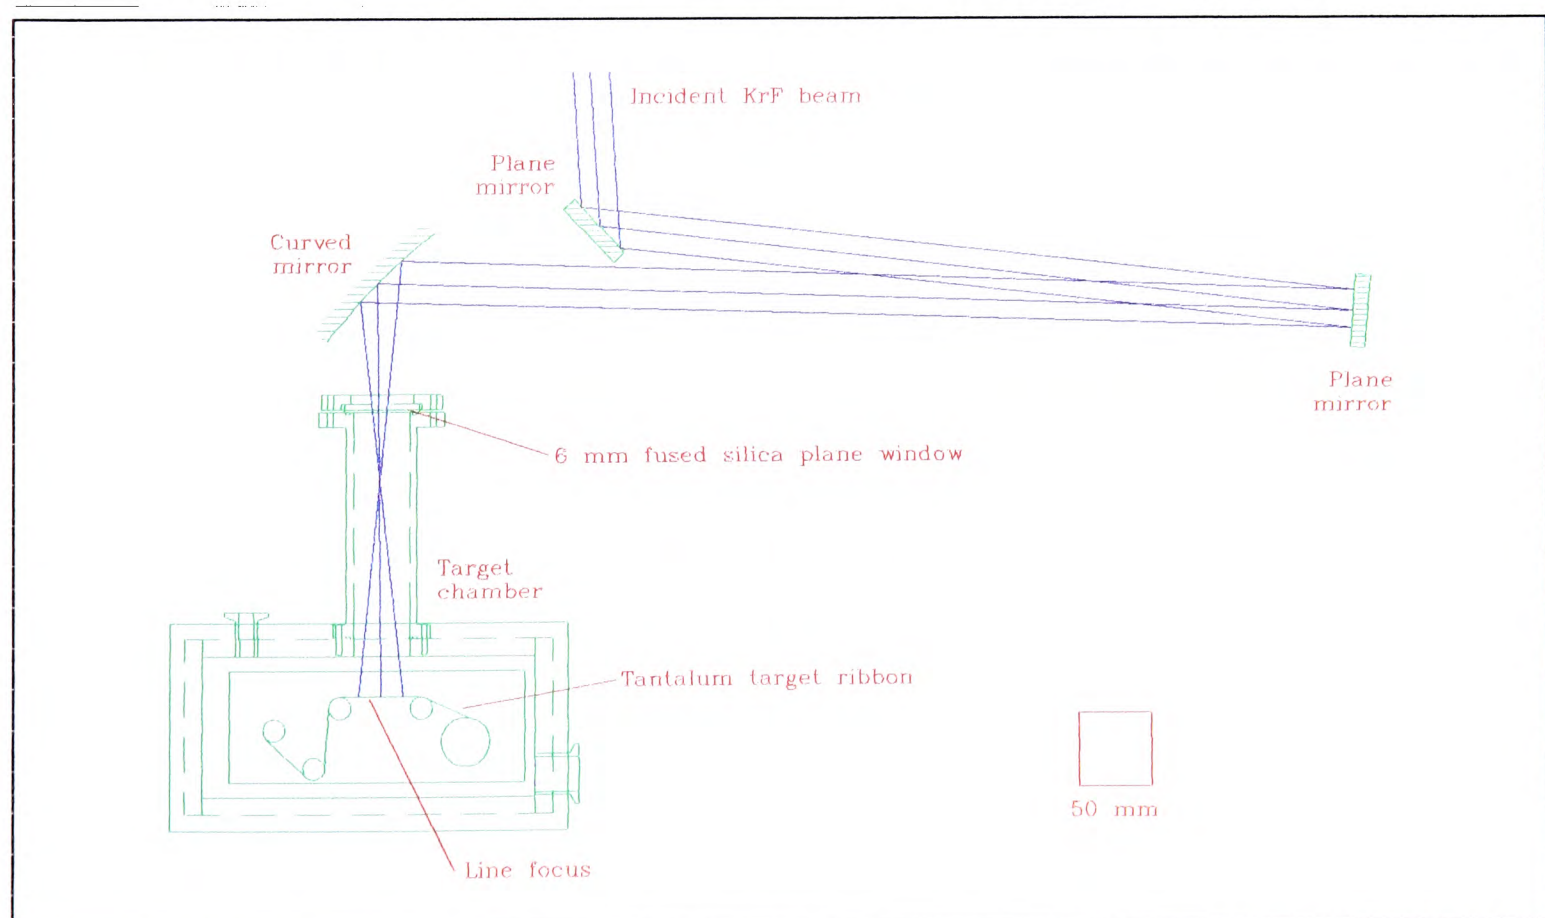 Incident KrF beam
Plane
mirror
Curved
mirror
Plane
mirror
6 mm fused silica plane window
Target
chamber
Tantalum target ribbon
50 mm
Line focus